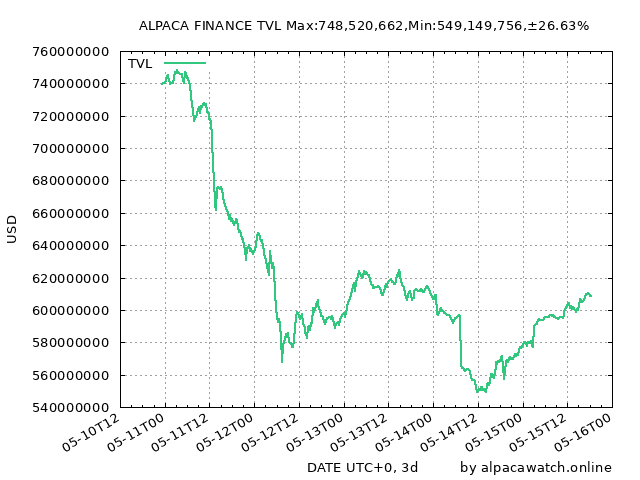 ALPACA FINANCE TVL Max:748,520,662,Min:549,149,756,±26.63%
760000000
TVL
740000000
720000000
700000000
680000000
660000000
USD
640000000
620000000
600000000
580000000
560000000
540000000
05-10T12 05-11T00 05-11T12 05-12T00 05-12T12 05-13T00 05-13T12 05-14T00 05-14T12 05-15T00 05-15T12 05-16T00
DATE UTC+0, 3d by alpacawatch.online